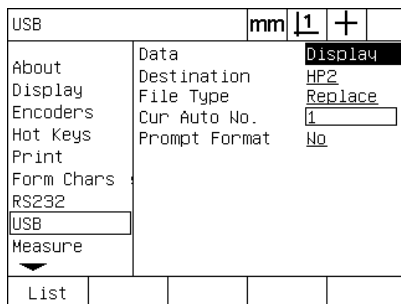 USB mm 1
About
Display
Encoders
Hot Keys
Print
Form Chars
RS232
USB
Measure
Data Display
Destination HP2
File Type Replace
Cur Auto No. 1
Prompt Format No
List